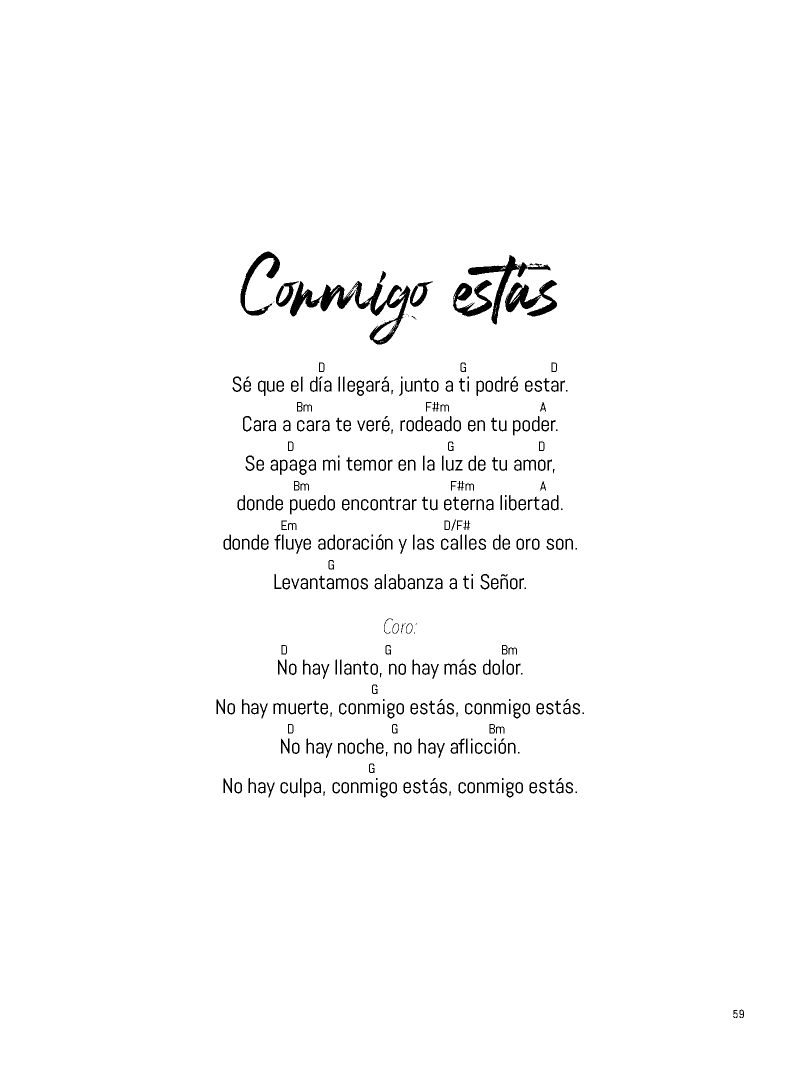 Conmigo estás
D G D
Sé que el día llegará, junto a ti podré estar.
Bm F#m A
Cara a cara te veré, rodeado en tu poder.
D G D
Se apaga mi temor en la luz de tu amor,
Bm F#m A
donde puedo encontrar tu eterna libertad.
Em D/F#
donde fluye adoración y las calles de oro son.
G
Levantamos alabanza a ti Señor.
Coro:
D G Bm
No hay llanto, no hay más dolor.
G
No hay muerte, conmigo estás, conmigo estás.
D G Bm
No hay noche, no hay aflicción.
G
No hay culpa, conmigo estás, conmigo estás.
59